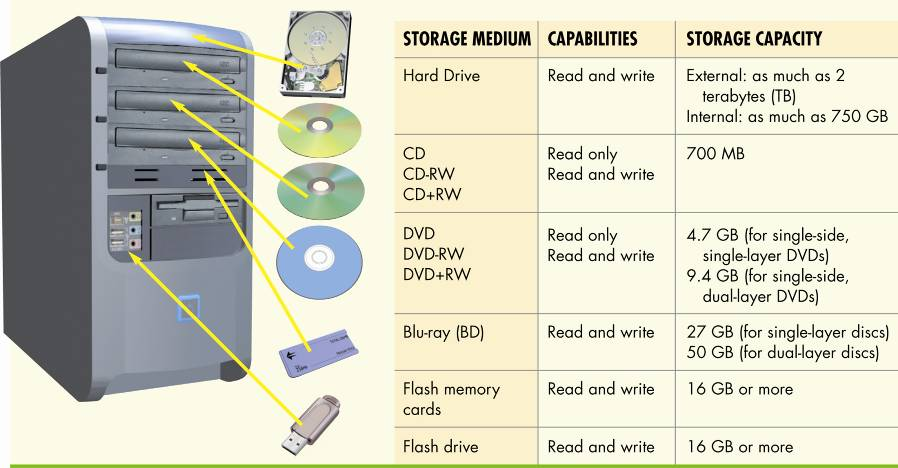 STORAGE MEDIUM CAPABILITIES STORAGE CAPACITY
Hard Drive Read and write External: as much as 2
terabytes (TB)
Internal: as much as 750 GB
CD Read only 700 MB
CD-RW Read and write
CD+RW
DVD Read only 4.7 GB (for single-side,
DVD-RW Read and write single-layer DVDs)
DVD+RW 9.4 GB (for single-side,
dual-layer DVDs)
Blu-ray (BD) Read and write 27 GB (for single-layer discs)
50 GB (for dual-layer discs)
Flash memory Read and write 16 GB or more
cards
Flash drive Read and write 16 GB or more